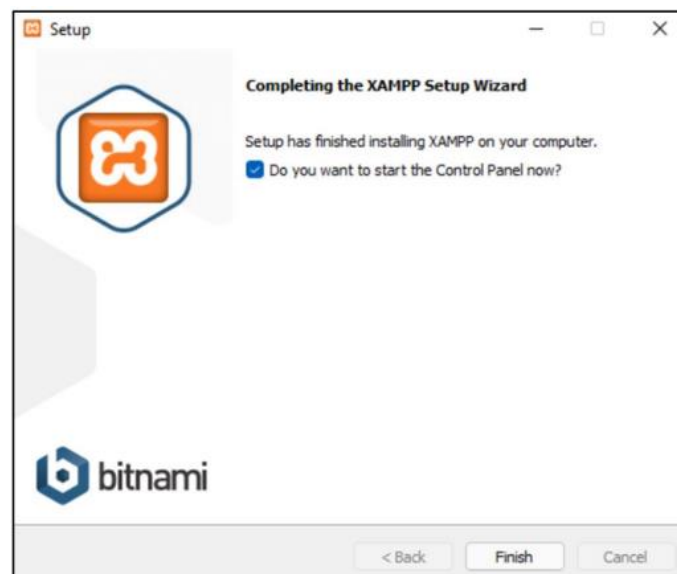 Setup
Completing the XAMPP Setup Wizard
Setup has finished installing XAMPP on your computer.
Do you want to start the Control Panel now?
bitnami
< Back
Finish
Cancel